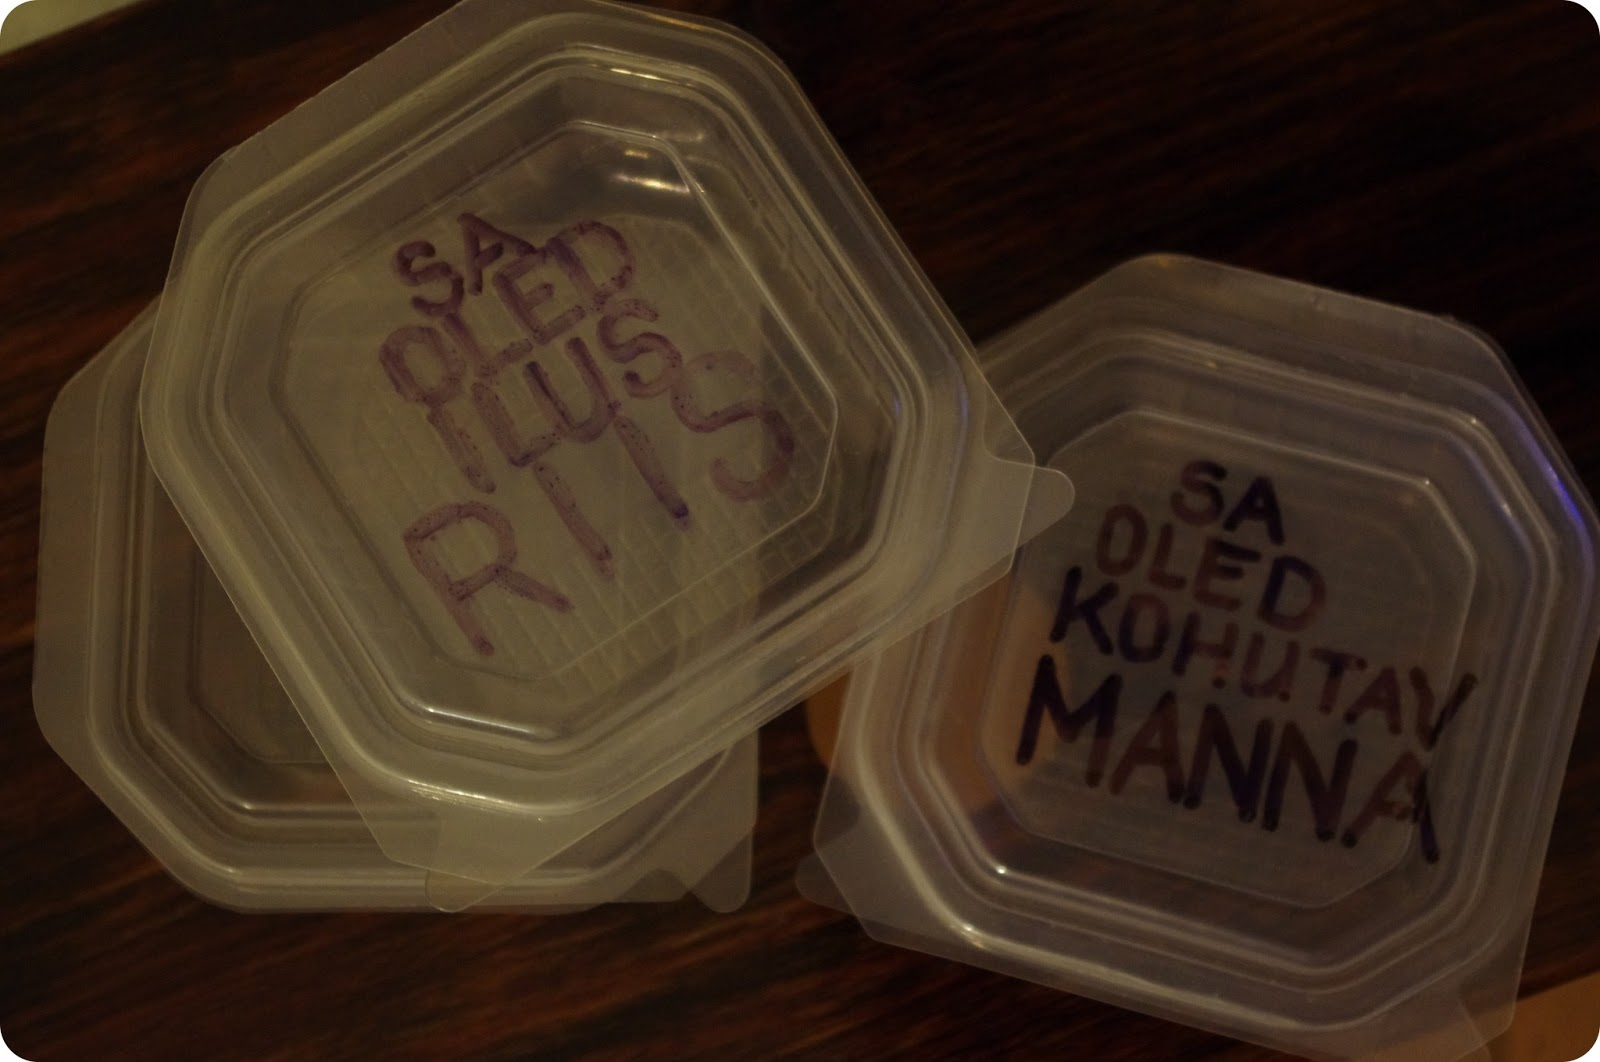 SA
OLED
ILUS
RIIS
SA
OLED
KOHUTAV
MANNA